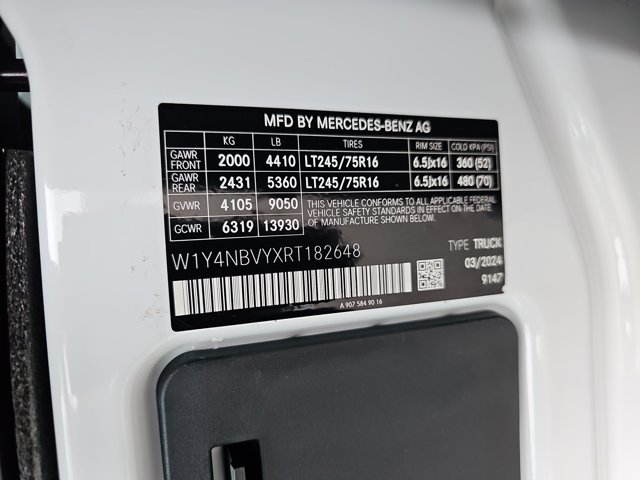 MFD BY MERCEDES-BENZ AG
KG LB TIRES RIM SIZE COLD KPA (PSI)
GAWR FRONT 2000 4410 LT245/75R16 6.5Jx16 360 (52)
GAWR REAR 2431 5360 LT245/75R16 6.5Jx16 480 (70)
GVWR 4105 9050 THIS VEHICLE CONFORMS TO ALL APPLICABLE FEDERAL
GCWR 6319 13930 VEHICLE SAFETY STANDARDS IN EFFECT ON THE DATE
OF MANUFACTURE SHOWN BELOW.
W1Y4NBVYXRT182648 TYPE TRUCK
03/2024
9147
A 907 584 90 16